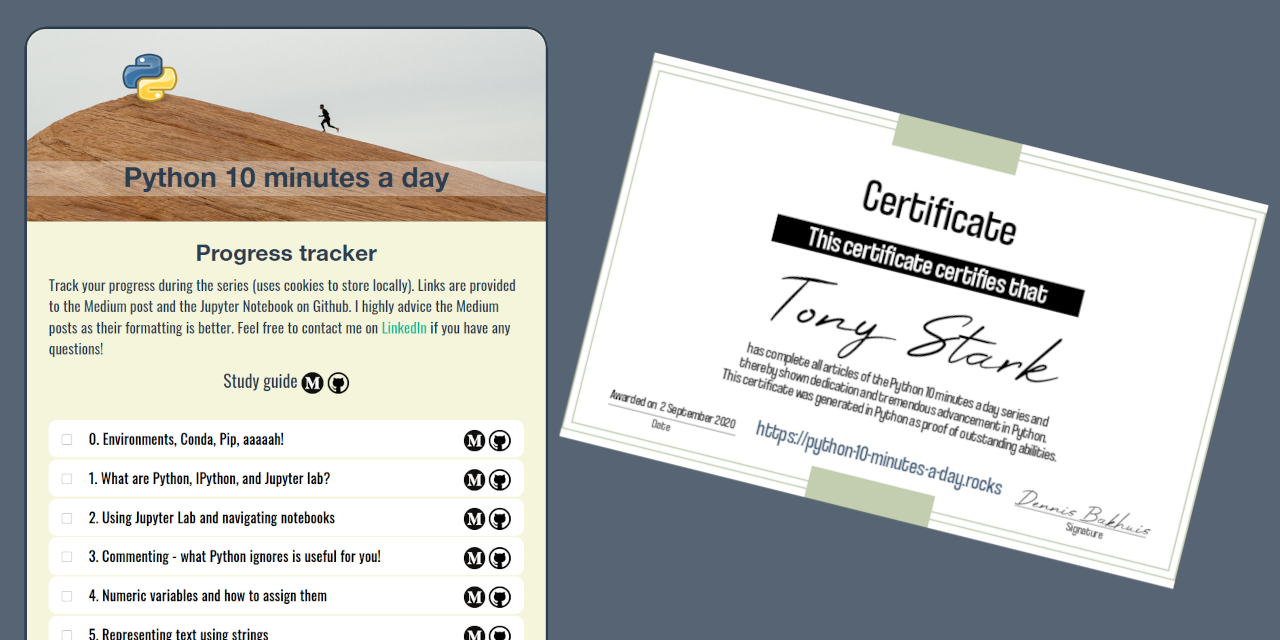 Python 10 minutes a day
Progress tracker
Track your progress during the series (uses cookies to store locally). Links are provided
to the Medium post and the Jupyter Notebook on Github. I highly advice the Medium
posts as their formatting is better. Feel free to contact me on LinkedIn if you have any
questions!
Study guide
0. Environments, Conda, Pip, aaaaah!
1. What are Python, IPython, and Jupyter lab?
2. Using Jupyter Lab and navigating notebooks
3. Commenting - what Python ignores is useful for you!
4. Numeric variables and how to assign them
5. Representing text using strings
Certificate
This certificate certifies that
Tony Stark
has complete all articles of the Python 10 minutes a day series and
thereby shown dedication and tremendous advancement in Python.
This certificate was generated in Python as proof of outstanding abilities.
Awarded on 2 September 2020
Date
https://python-10-minutes-a-day.rocks
Dennis Bakhuis
Signature